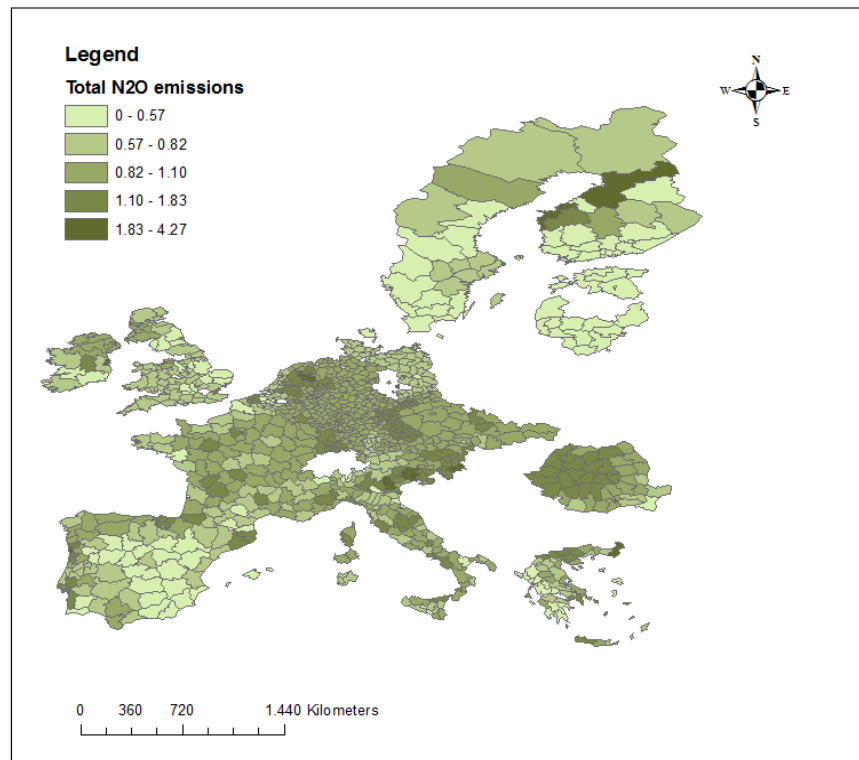 Legend
Total N2O emissions
0 - 0.57
0.57 - 0.82
0.82 - 1.10
1.10 - 1.83
1.83 - 4.27
N
W E
S
0 360 720 1.440 Kilometers